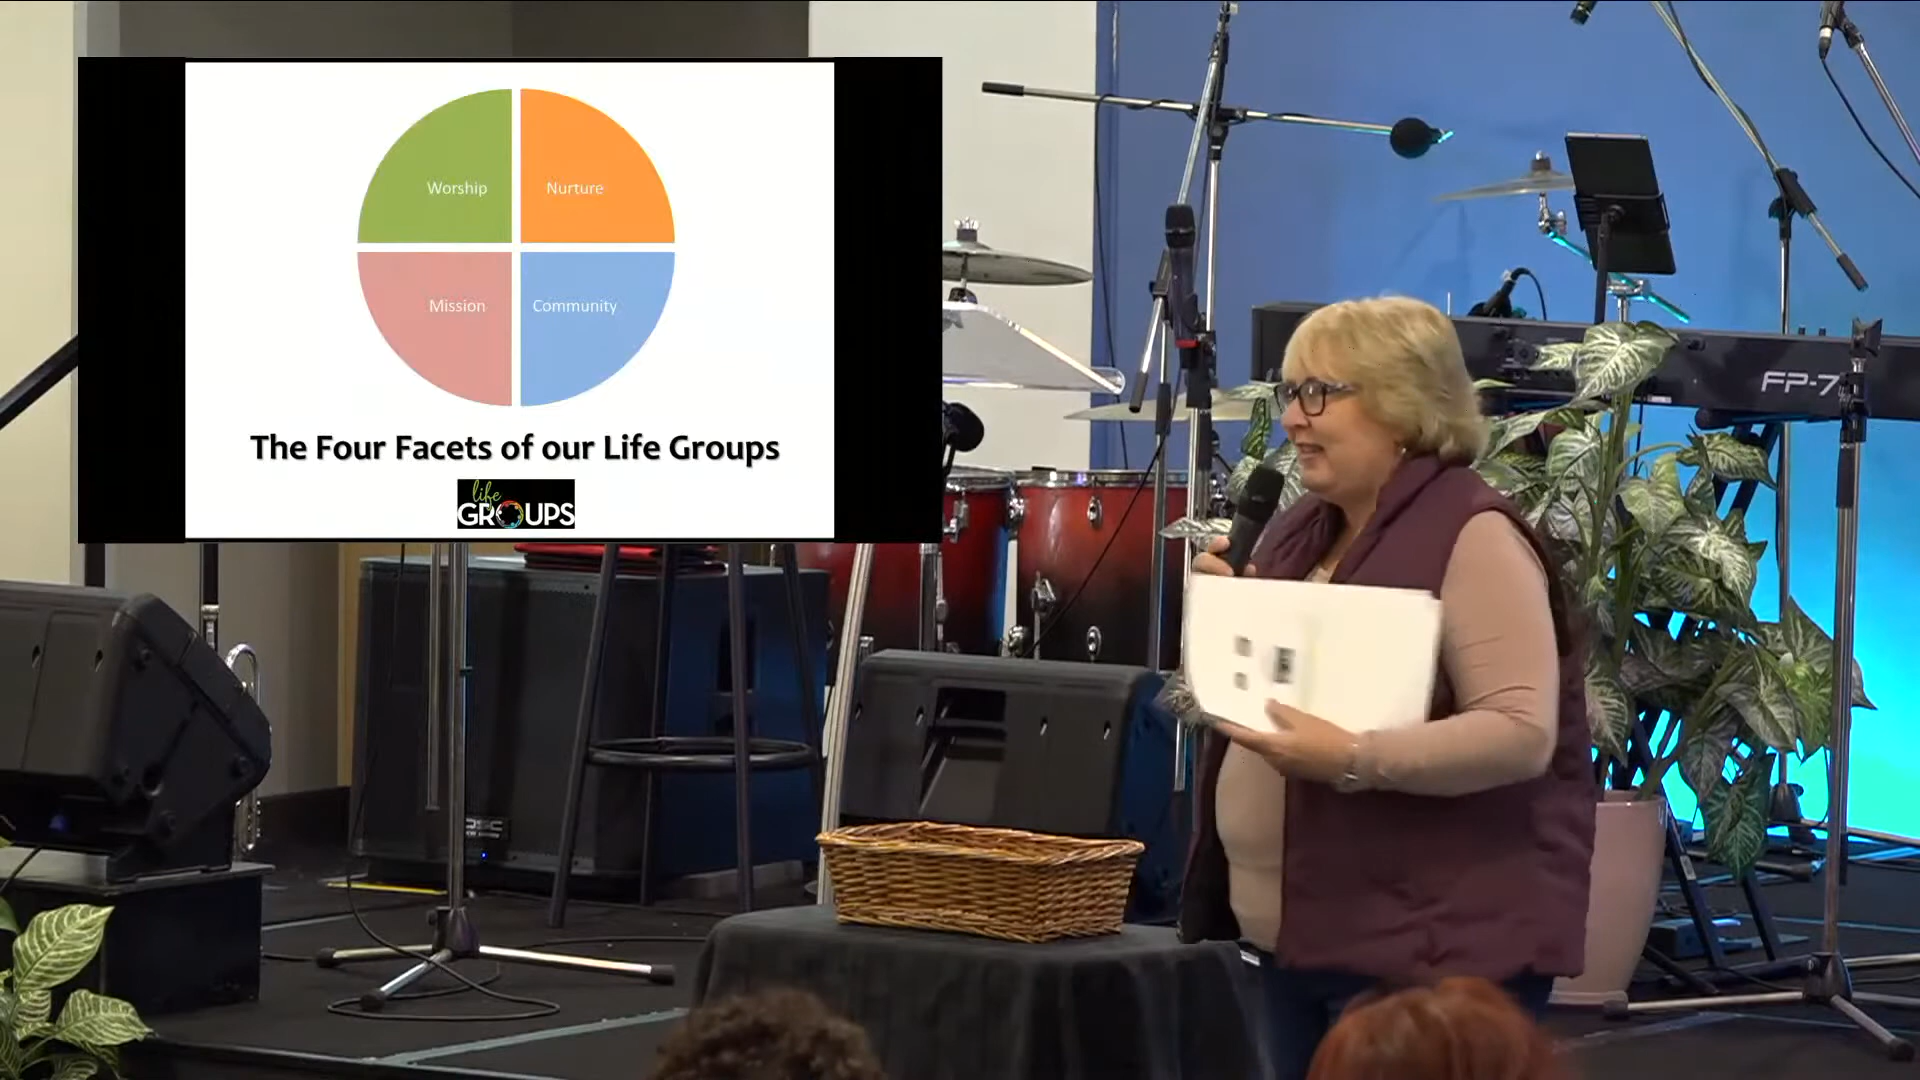 Worship
Nurture
Mission
Community
The Four Facets of our Life Groups
life
GROUPS
FP-7